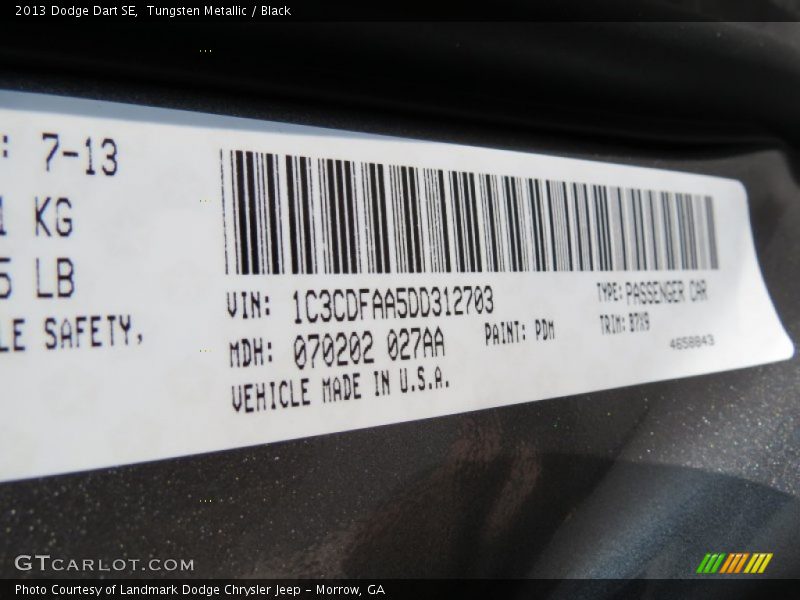 2013 Dodge Dart SE, Tungsten Metallic / Black
: 7-13
KG
LB
LE SAFETY,
VIN: 1C3CDFAA5DD312703
TYPE: PASSENGER CAR
MDH: 070202 027AA
PAINT: PDM
TRIM: B7X9
4658843
VEHICLE MADE IN U.S.A.
GTCARLOT.COM
Photo Courtesy of Landmark Dodge Chrysler Jeep - Morrow, GA